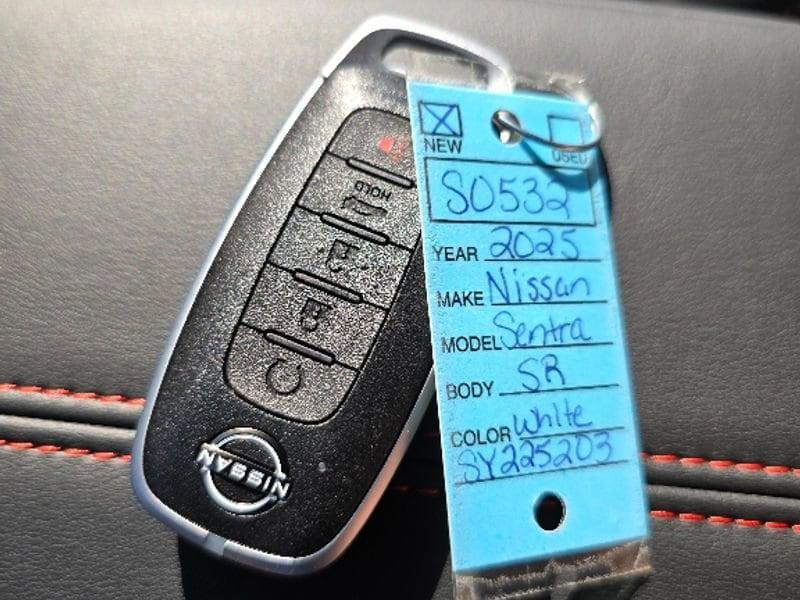 HOLD
NISSAN
NEW
USED
S0532
YEAR 2025
MAKE Nissan
MODEL Sentra
BODY SR
COLOR White
SY225203